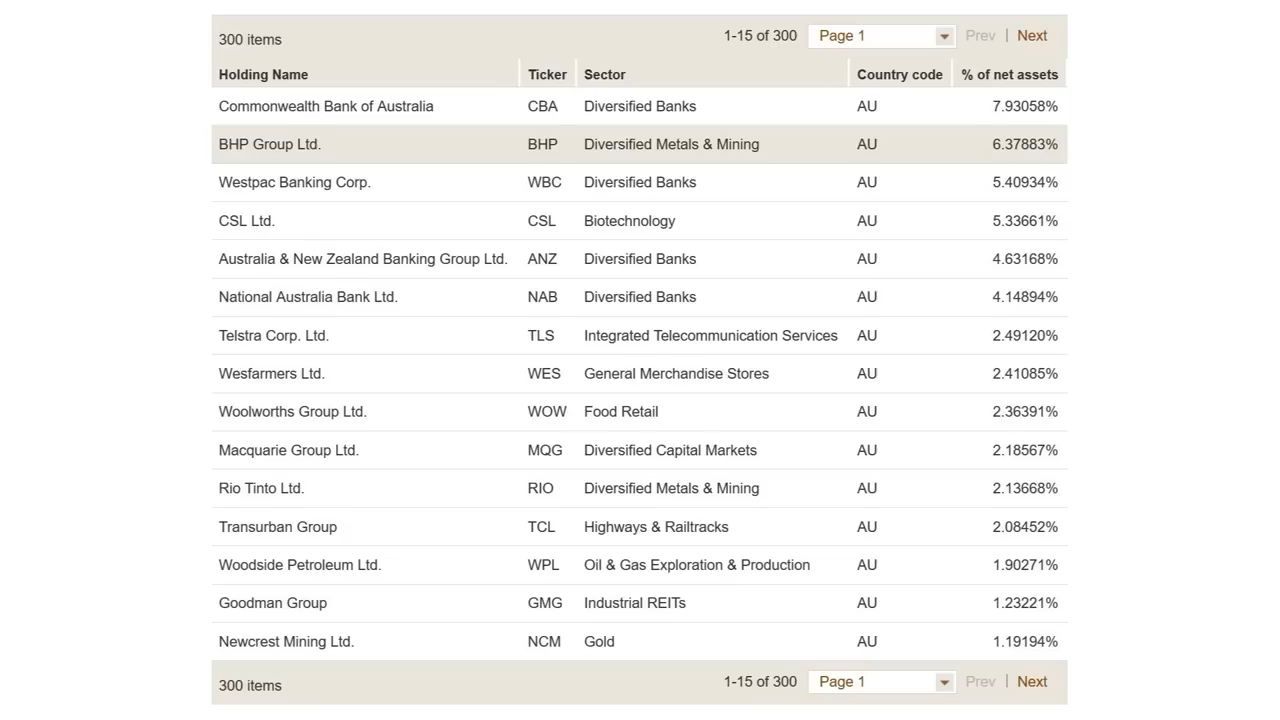 300 items 1-15 of 300 Page 1 Prev | Next
Holding Name Ticker Sector Country code % of net assets
Commonwealth Bank of Australia CBA Diversified Banks AU 7.93058%
BHP Group Ltd. BHP Diversified Metals & Mining AU 6.37883%
Westpac Banking Corp. WBC Diversified Banks AU 5.40934%
CSL Ltd. CSL Biotechnology AU 5.33661%
Australia & New Zealand Banking Group Ltd. ANZ Diversified Banks AU 4.63168%
National Australia Bank Ltd. NAB Diversified Banks AU 4.14894%
Telstra Corp. Ltd. TLS Integrated Telecommunication Services AU 2.49120%
Wesfarmers Ltd. WES General Merchandise Stores AU 2.41085%
Woolworths Group Ltd. WOW Food Retail AU 2.36391%
Macquarie Group Ltd. MQG Diversified Capital Markets AU 2.18567%
Rio Tinto Ltd. RIO Diversified Metals & Mining AU 2.13668%
Transurban Group TCL Highways & Railtracks AU 2.08452%
Woodside Petroleum Ltd. WPL Oil & Gas Exploration & Production AU 1.90271%
Goodman Group GMG Industrial REITs AU 1.23221%
Newcrest Mining Ltd. NCM Gold AU 1.19194%
300 items 1-15 of 300 Page 1 Prev | Next